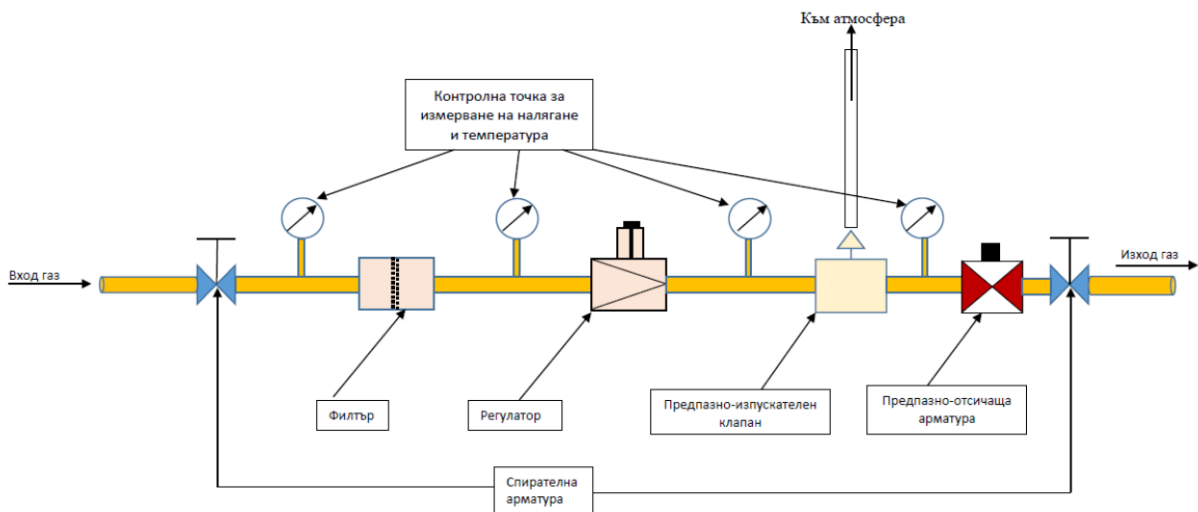 Към атмосфера
Контролна точка за
измерване на налягане
и температура
Вход газ
Изход газ
Филтър
Регулатор
Предпазно-изпускателен
клапан
Предпазно-отсичаща
арматура
Спирателна
арматура